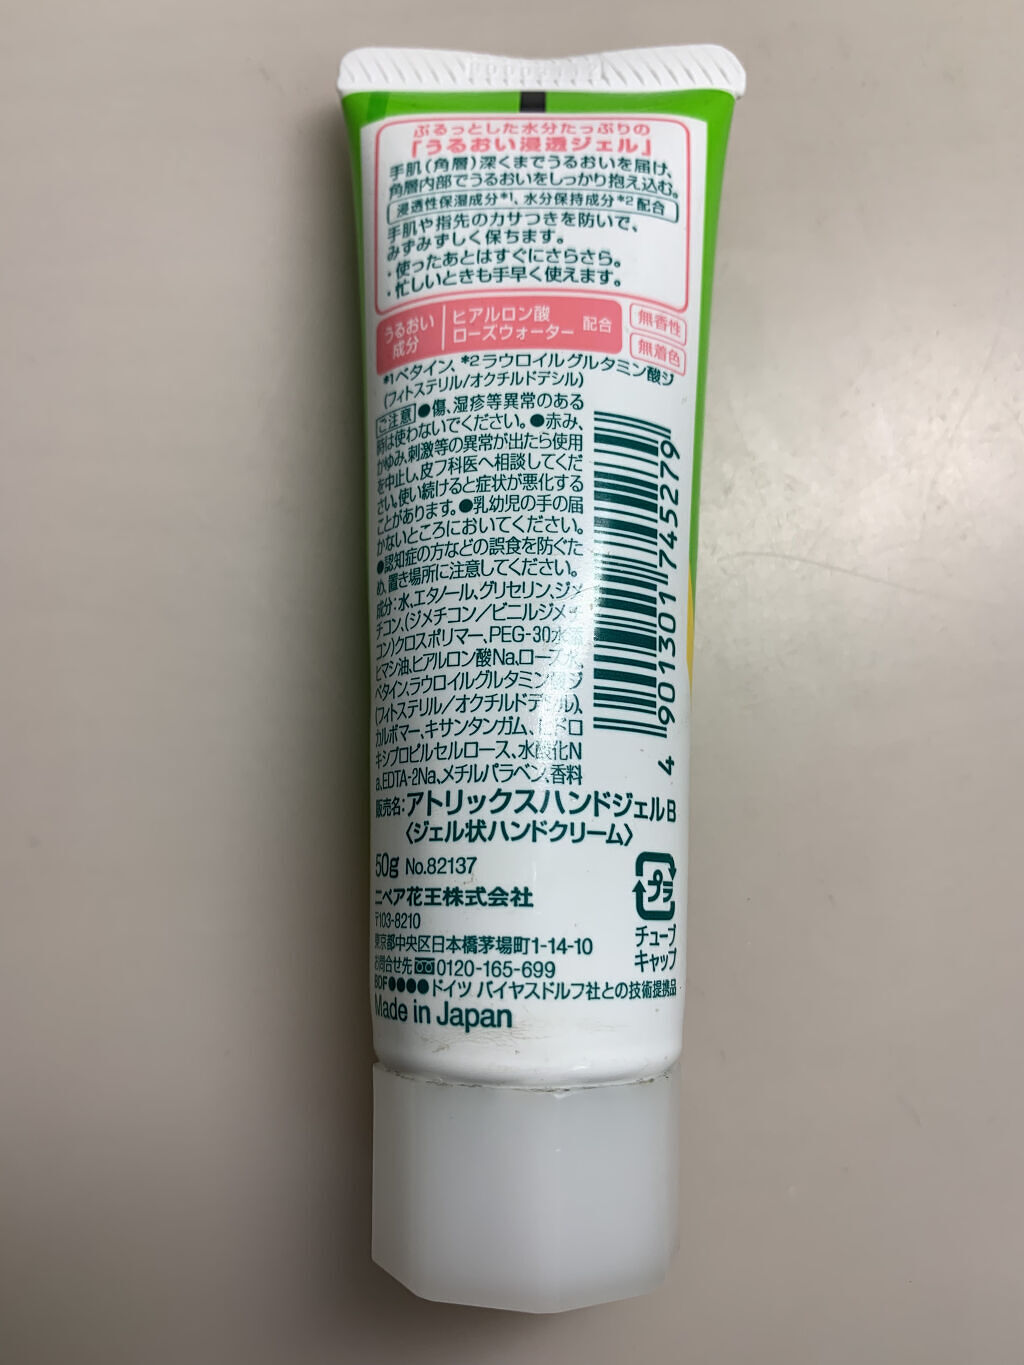 ぷるっとした水分たっぷりの
『うるおい浸透ジェル』
手肌(角層)深くまでうるおいを届け、
角層内部でうるおいをしっかり抱え込む。
浸透性保湿成分*1、水分保持成分*2配合
手肌や指先のカサつきを防いで、
みずみずしく保ちます。
・使ったあとはすぐにさらさら。
・忙しいときも手早く使えます。
うるおい成分 ヒアルロン酸 ローズウォーター 配合
無香性
無着色
*1ベタイン、*2ラウロイルグルタミン酸ジ
(フィトステリル/オクチルドデシル)
ご注意 ●傷、湿疹等異常のある
時は使わないでください。●赤み、
かゆみ、刺激等の異常が出たら使用
を中止し、皮フ科医へ相談してくだ
さい。使い続けると症状が悪化する
ことがあります。●乳幼児の手の届
かないところにおいてください。
●認知症の方などの誤食を防ぐた
め、置き場所に注意してください。
成分:水、エタノール、グリセリン、ジメ
チコン、(ジメチコン/ビニルジメチ
コン)クロスポリマー、PEG-30水添
ヒマシ油、ヒアルロン酸Na、ローズ水、
ベタイン、ラウロイルグルタミン酸ジ
(フィトステリル/オクチルドデシル)、
カルボマー、キサンタンガム、ヒドロ
キシプロピルセルロース、水酸化N
a、EDTA-2Na、メチルパラベン、香料
4 901301 745279
販売名:アトリックスハンドジェルB
〈ジェル状ハンドクリーム〉
50g No.82137
ニベア花王株式会社
〒103-8210
東京都中央区日本橋茅場町1-14-10
お問合せ先 0120-165-699
プラ
チューブ
キャップ
BDF●●●●ドイツ バイヤスドルフ社との技術提携品
Made in Japan